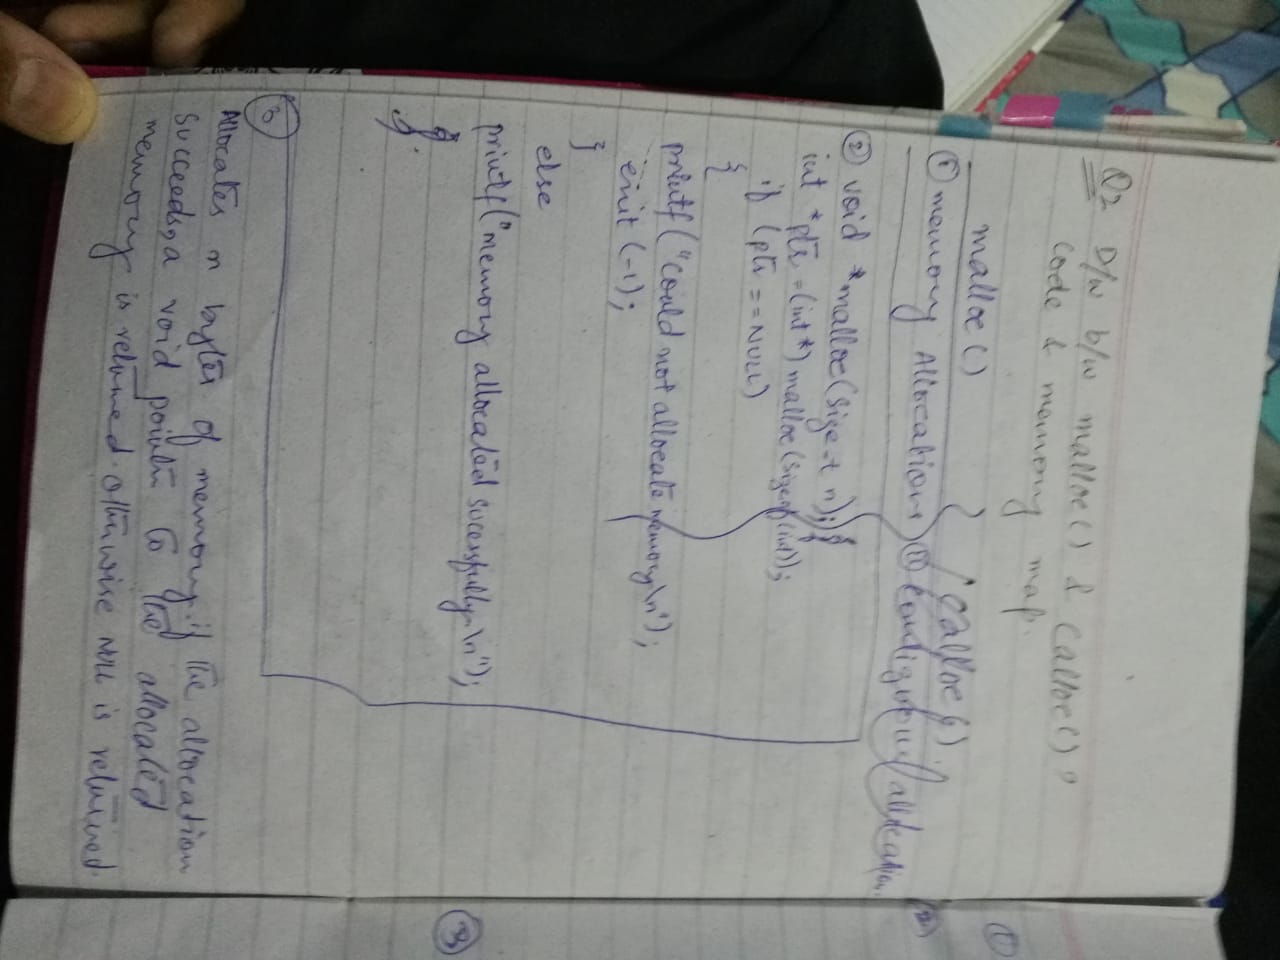 Q2 D/w b/w malloc() & Calloc()?
code & memory map.
malloc()
calloc().
① memory Allocation
① Contiguous allocation.
② void *malloc(size_t n);
int *ptr = (int*) malloc(sizeof(int));
if (ptr == NULL)
{
printf("could not allocate memory\n");
exit (-1);
}
else
printf("memory allocated sucessfully.\n");
③
Allocates n bytes of memory. if the allocation
succeeds, a void pointer to the allocated
memory is returned. otherwise NULL is returned.
①
②
③